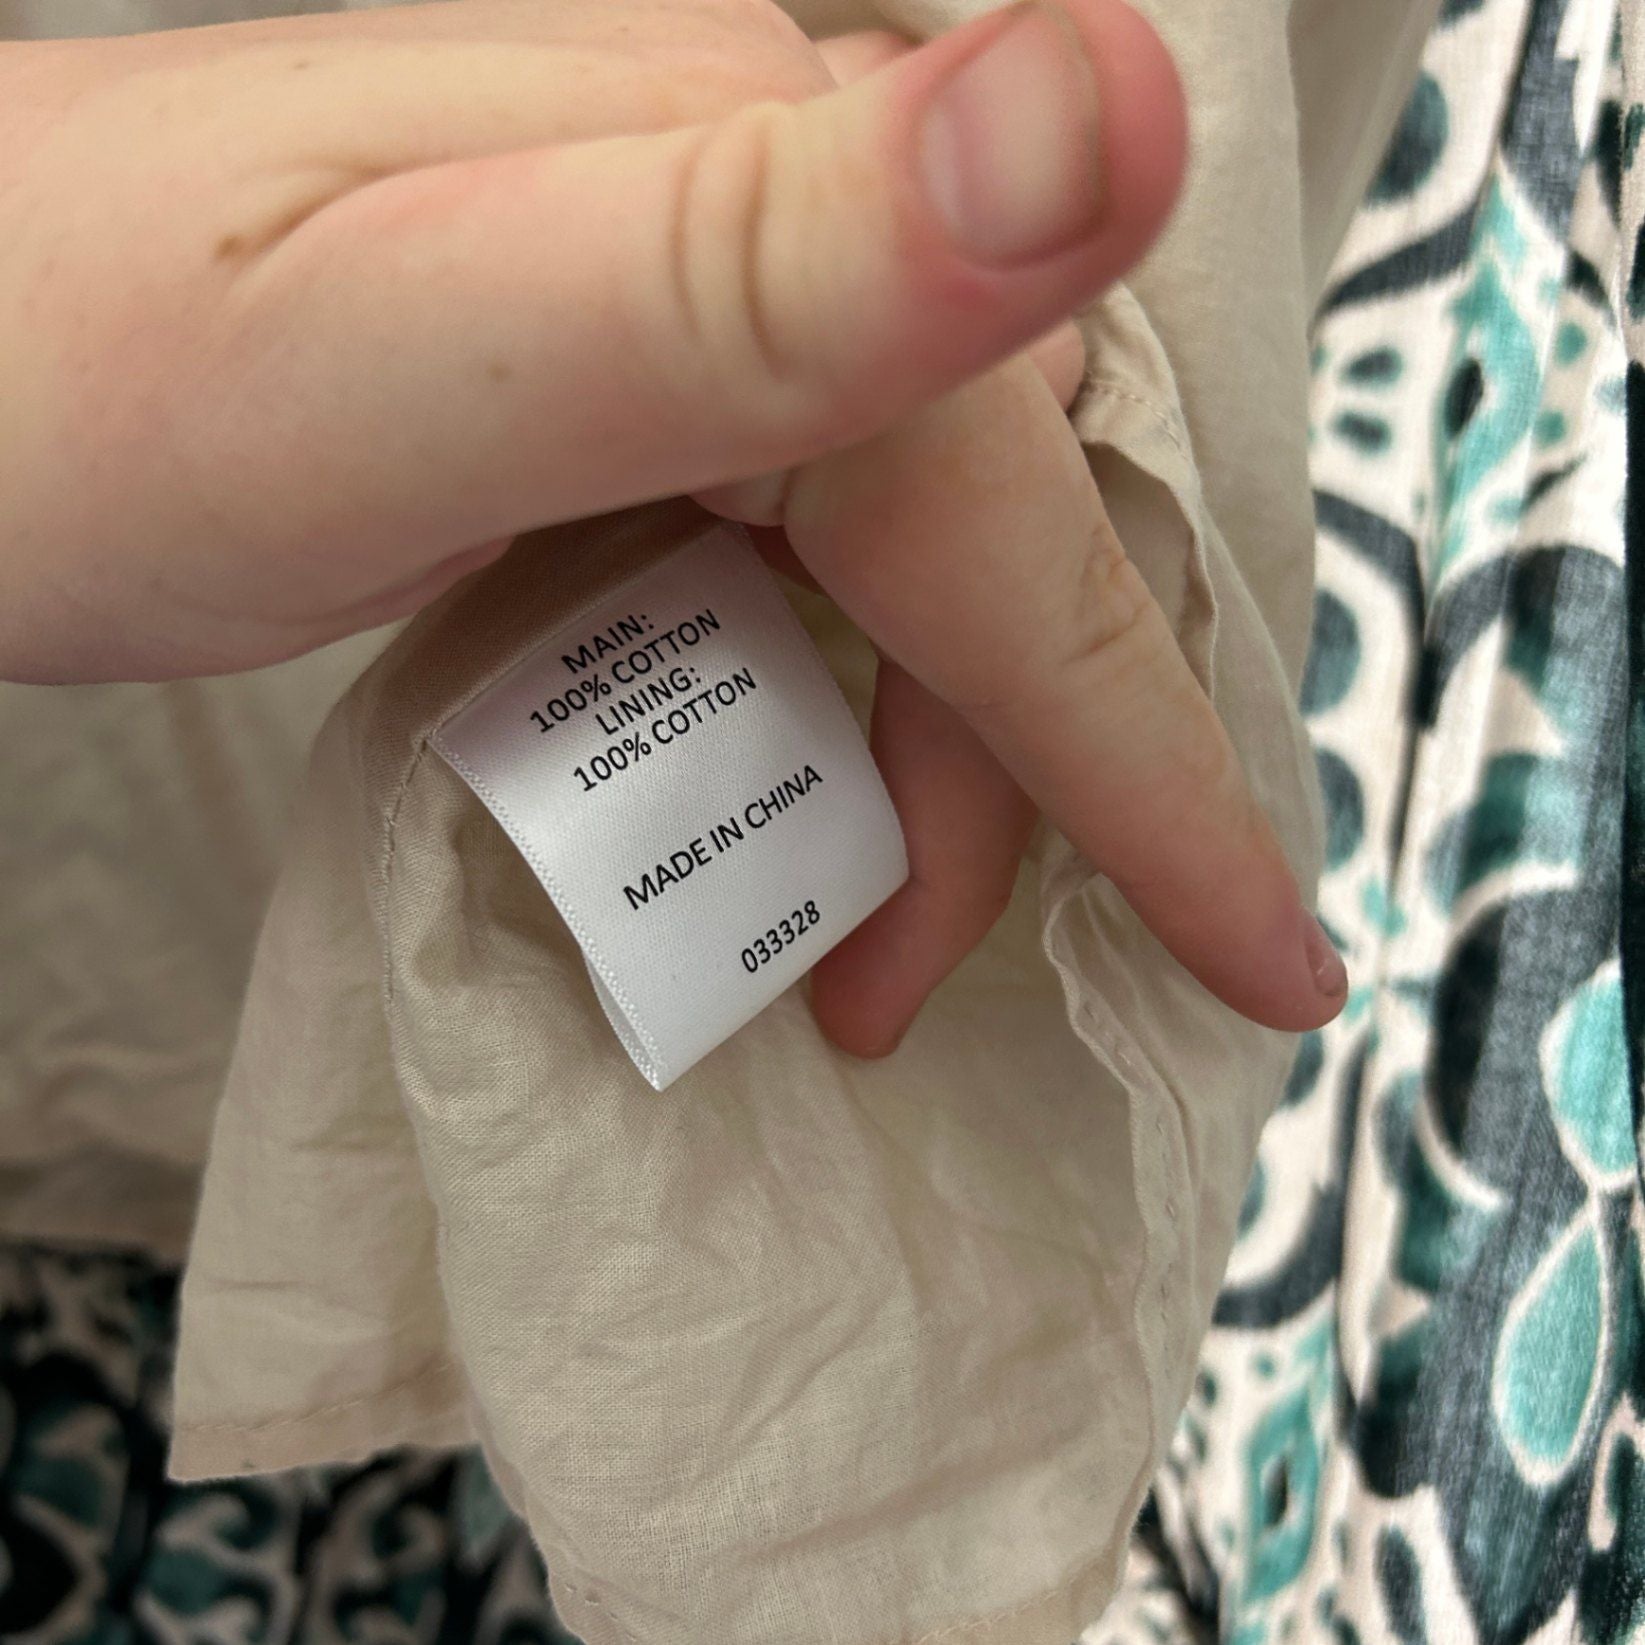 MAIN:
100% COTTON
LINING:
100% COTTON
MADE IN CHINA
033328